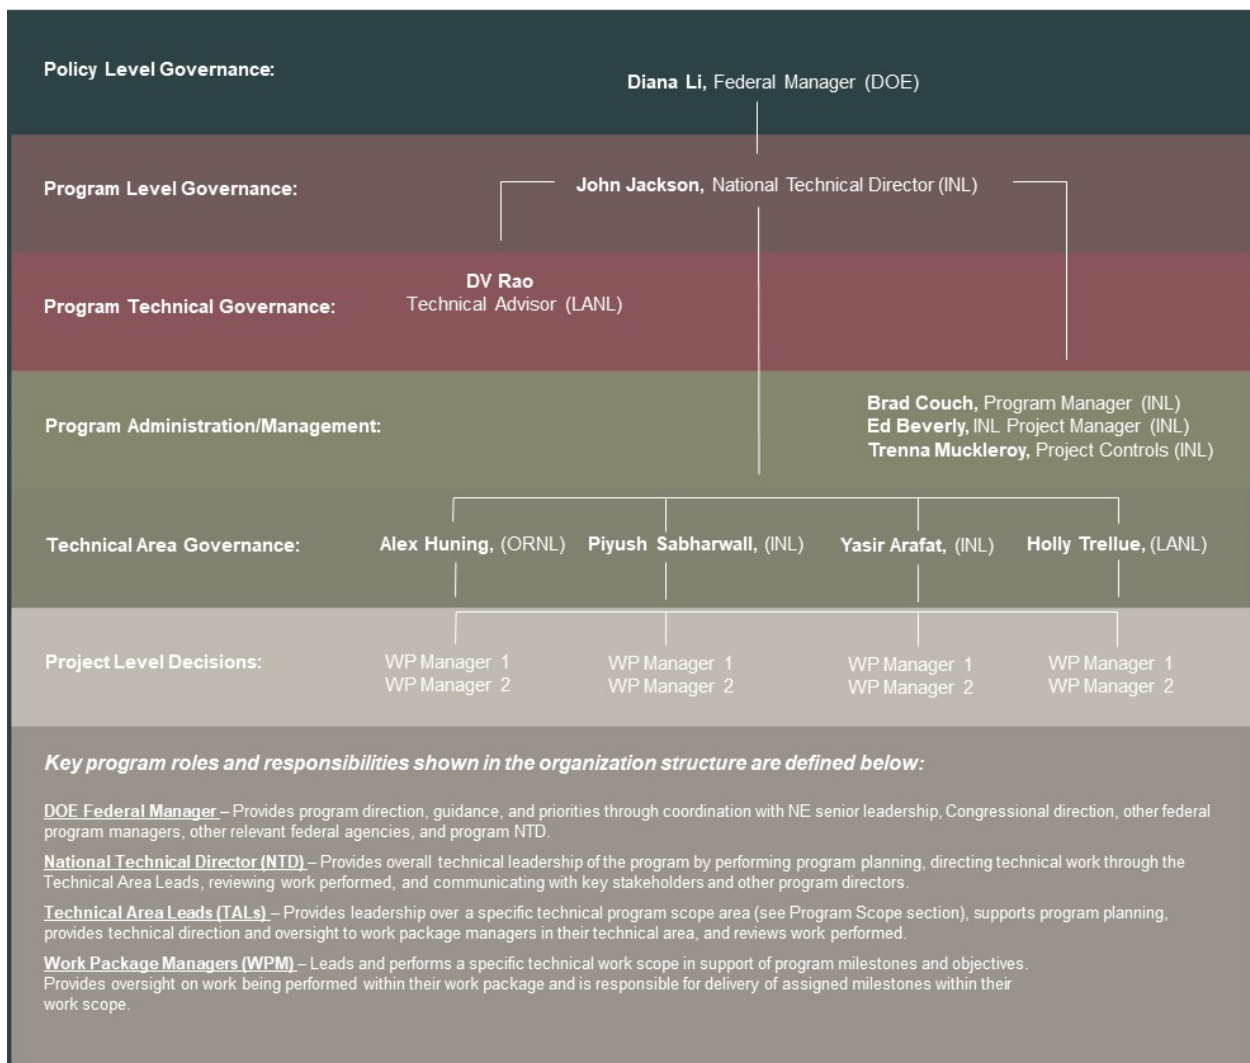 Policy Level Governance:
Diana Li, Federal Manager (DOE)
Program Level Governance:
John Jackson, National Technical Director (INL)
DV Rao
Program Technical Governance:
Technical Advisor (LANL)
Brad Couch, Program Manager (INL)
Program Administration/Management:
Ed Beverly, INL Project Manager (INL)
Trenna Muckleroy, Project Controls (INL)
Technical Area Governance:
Alex Huning, (ORNL)
Piyush Sabharwall, (INL)
Yasir Arafat, (INL)
Holly Trellue, (LANL)
Project Level Decisions:
WP Manager 1
WP Manager 2
WP Manager 1
WP Manager 2
WP Manager 1
WP Manager 2
WP Manager 1
WP Manager 2
Key program roles and responsibilities shown in the organization structure are defined below:
DOE Federal Manager – Provides program direction, guidance, and priorities through coordination with NE senior leadership, Congressional direction, other federal
program managers, other relevant federal agencies, and program NTD.
National Technical Director (NTD) – Provides overall technical leadership of the program by performing program planning, directing technical work through the
Technical Area Leads, reviewing work performed, and communicating with key stakeholders and other program directors.
Technical Area Leads (TALs) – Provides leadership over a specific technical program scope area (see Program Scope section), supports program planning,
provides technical direction and oversight to work package managers in their technical area, and reviews work performed.
Work Package Managers (WPM) – Leads and performs a specific technical work scope in support of program milestones and objectives.
Provides oversight on work being performed within their work package and is responsible for delivery of assigned milestones within their
work scope.